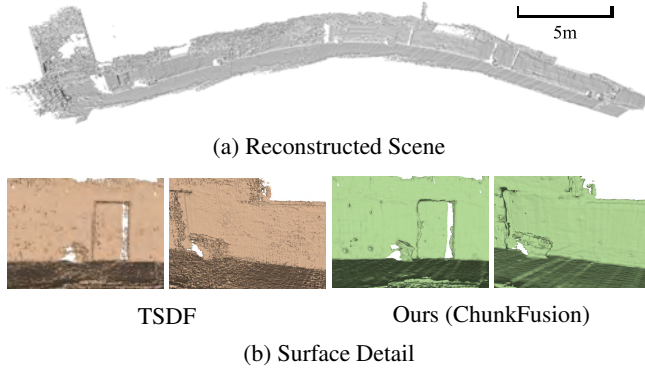 5m
(a) Reconstructed Scene
TSDF
Ours (ChunkFusion)
(b) Surface Detail